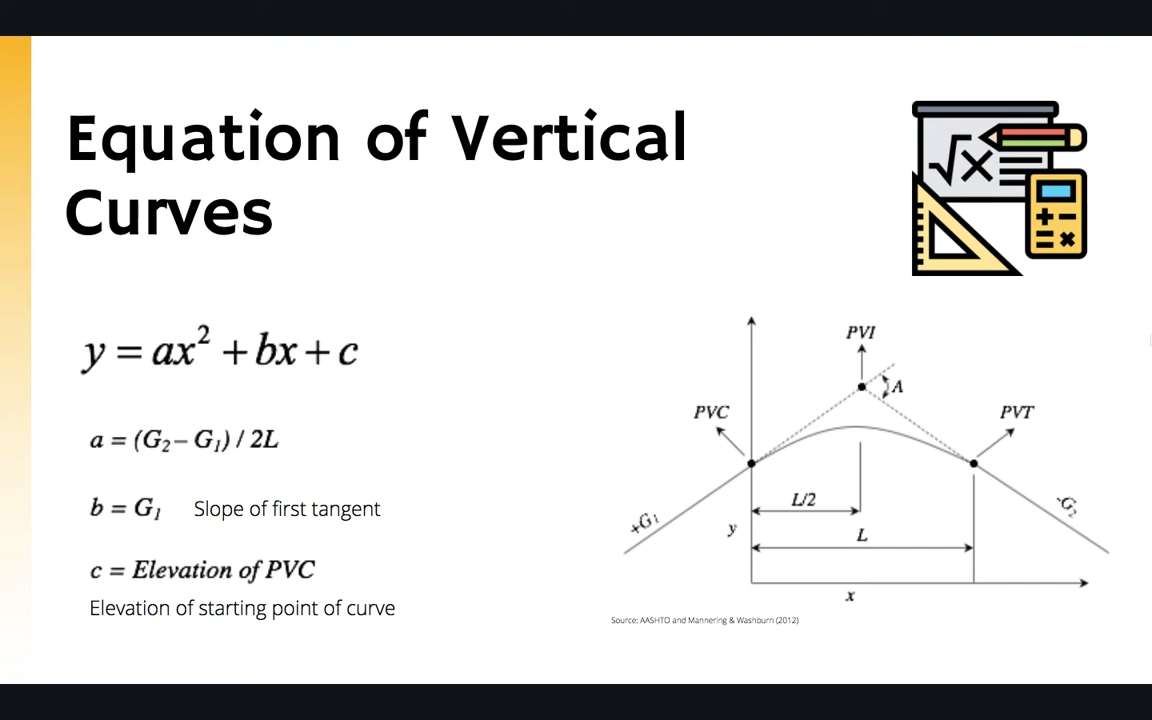 Equation of Vertical
Curves
y = ax² + bx + c
a = (G₂ – G₁) / 2L
b = G₁ Slope of first tangent
c = Elevation of PVC
Elevation of starting point of curve
√x
PVI
A
PVC
PVT
L/2
+G₁
-G₂
y
L
x
Source: AASHTO and Mannering & Washburn (2012)